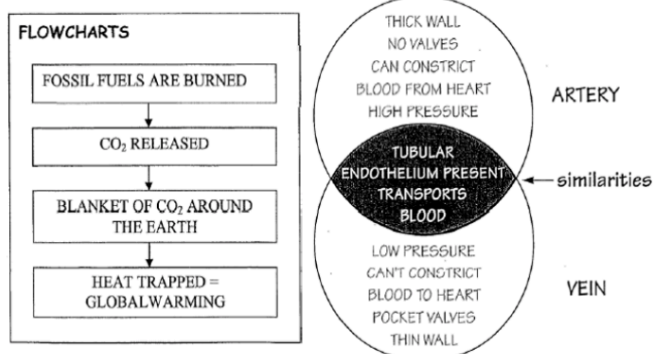 FLOWCHARTS
FOSSIL FUELS ARE BURNED
CO₂ RELEASED
BLANKET OF CO₂ AROUND
THE EARTH
HEAT TRAPPED =
GLOBALWARMING
THICK WALL
NO VALVES
CAN CONSTRICT
BLOOD FROM HEART
HIGH PRESSURE
ARTERY
TUBULAR
ENDOTHELIUM PRESENT
TRANSPORTS
BLOOD
similarities
LOW PRESSURE
CAN'T CONSTRICT
BLOOD TO HEART
POCKET VALVES
THIN WALL
VEIN